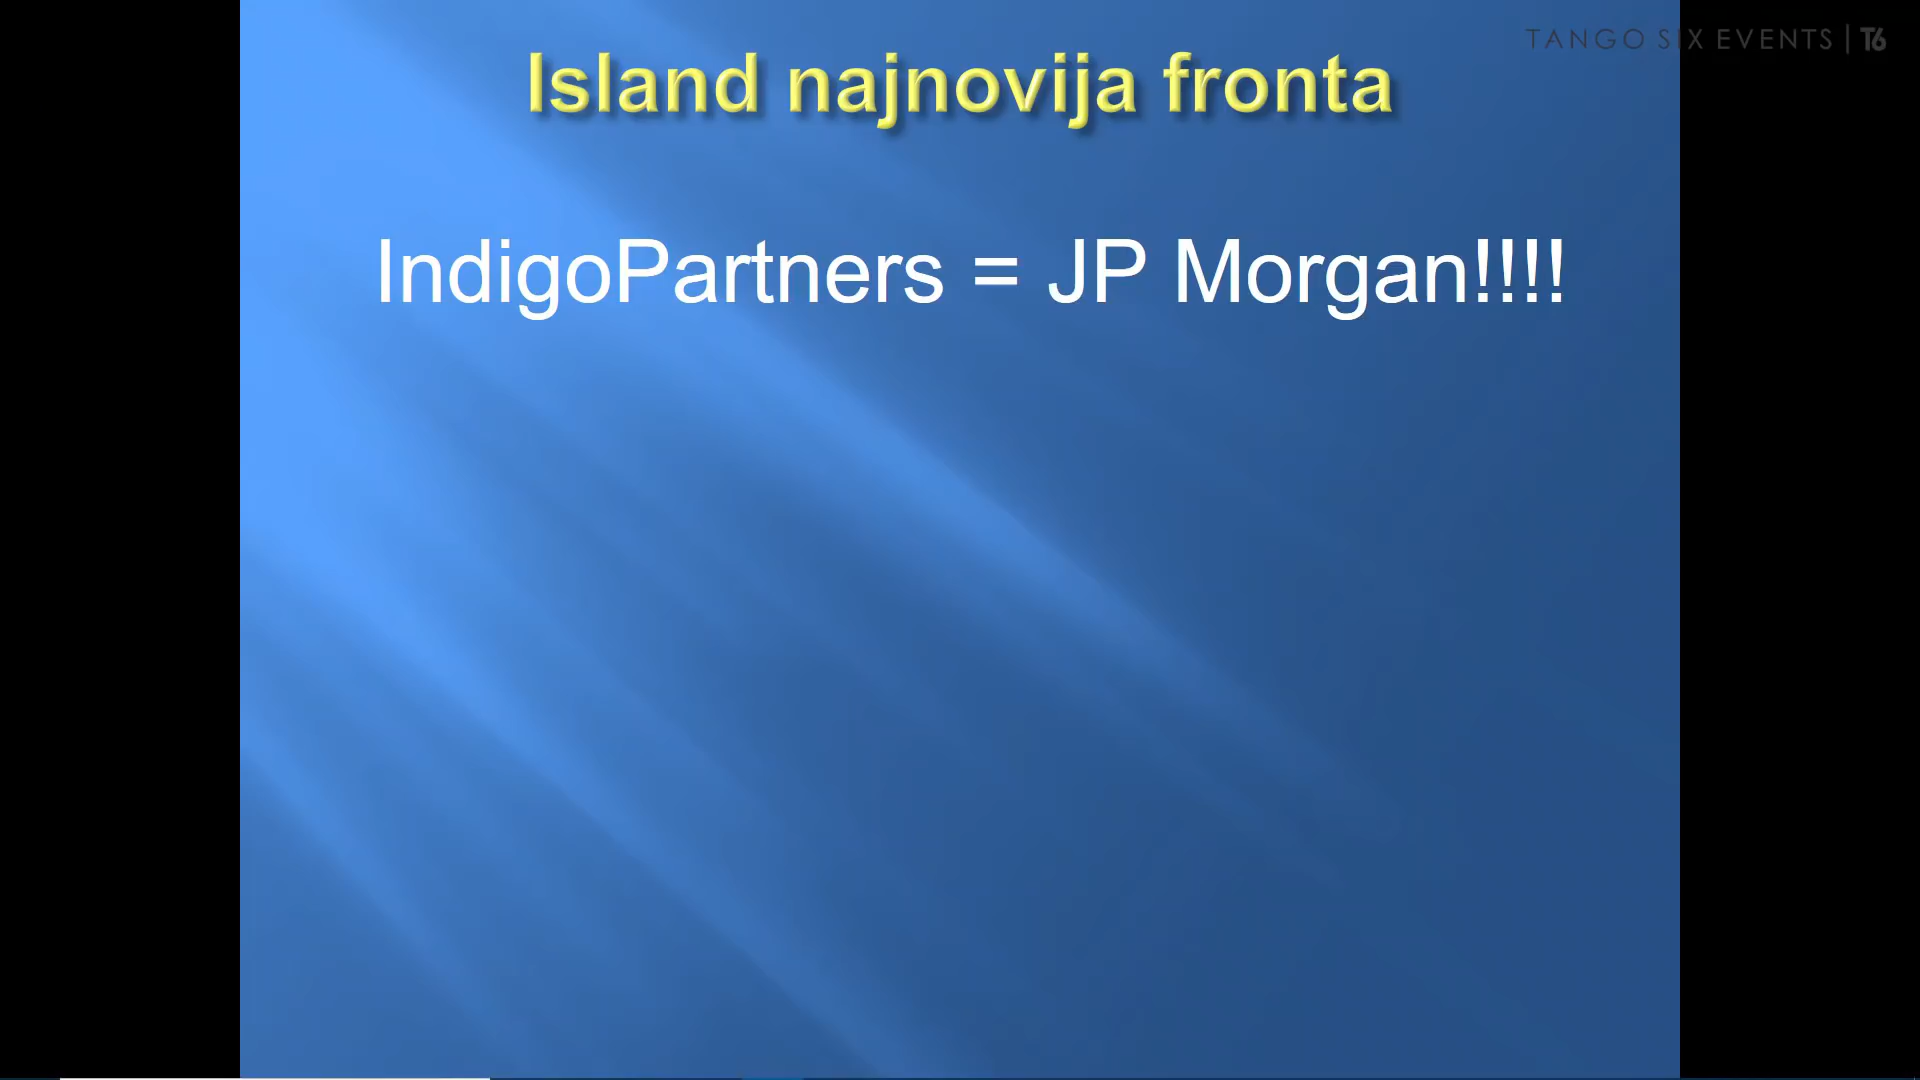 TANGO SIX EVENTS | T6
Island najnovija fronta
IndigoPartners = JP Morgan!!!!